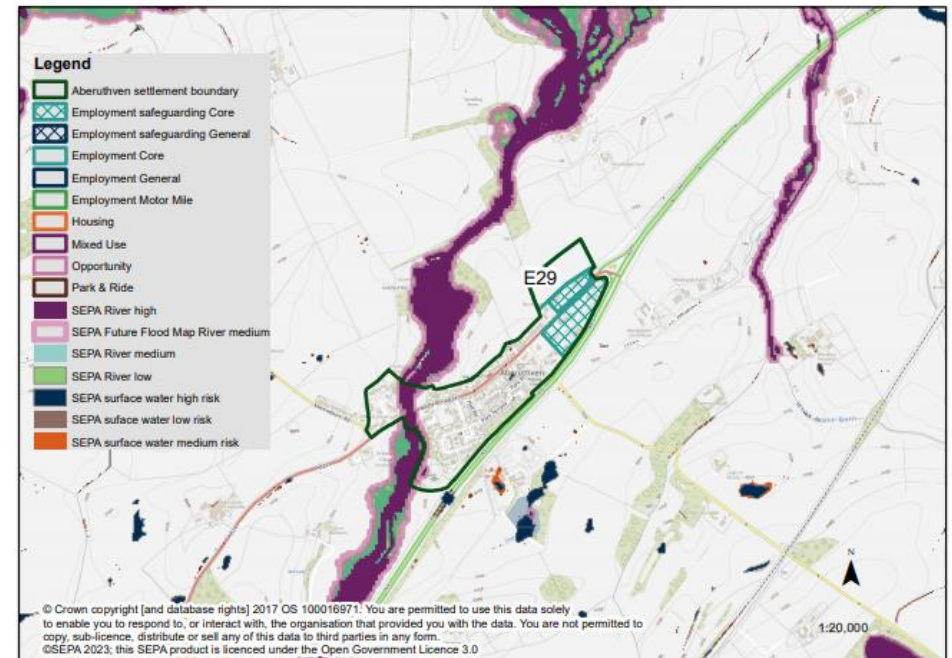 Legend
Aberuthven settlement boundary
Employment safeguarding Core
Employment safeguarding General
Employment Core
Employment General
Employment Motor Mile
Housing
Mixed Use
Opportunity
Park & Ride
SEPA River high
SEPA Future Flood Map River medium
SEPA River medium
SEPA River low
SEPA surface water high risk
SEPA suface water low risk
SEPA surface water medium risk
E29
Aberuthven
N
1:20,000
© Crown copyright [and database rights] 2017 OS 100016971. You are permitted to use this data solely
to enable you to respond to, or interact with, the organisation that provided you with the data. You are not permitted to
copy, sub-licence, distribute or sell any of this data to third parties in any form.
©SEPA 2023; this SEPA product is licenced under the Open Government Licence 3.0